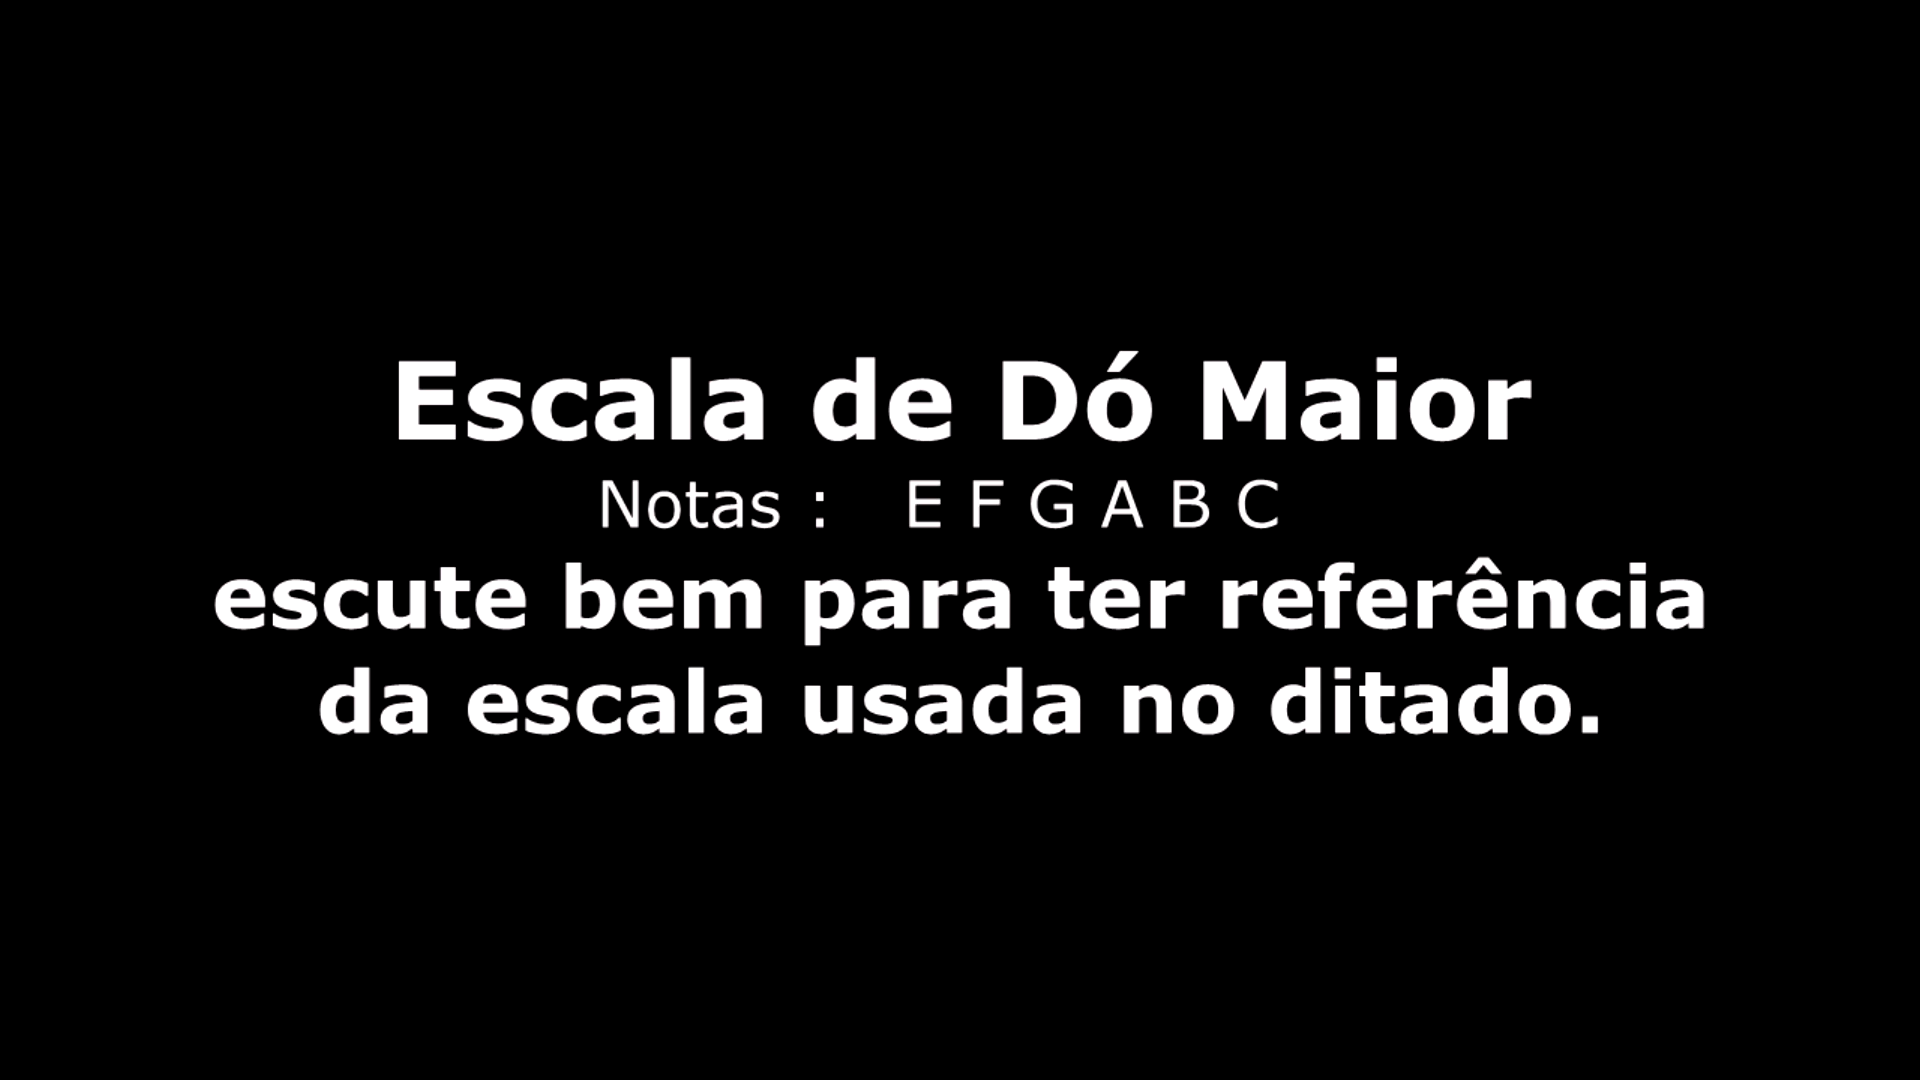 Escala de Dó Maior
Notas : E F G A B C
escute bem para ter referência
da escala usada no ditado.